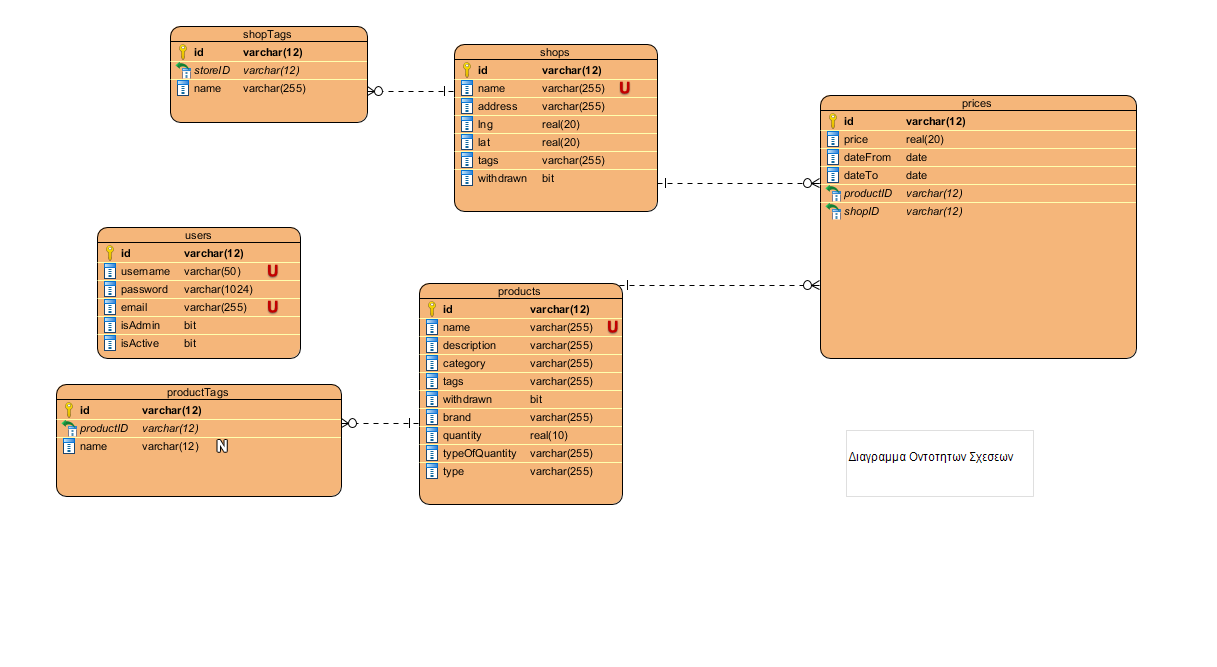 shopTags
id varchar(12)
storeID varchar(12)
name varchar(255)
shops
id varchar(12)
name varchar(255) U
address varchar(255)
lng real(20)
lat real(20)
tags varchar(255)
withdrawn bit
prices
id varchar(12)
price real(20)
dateFrom date
dateTo date
productID varchar(12)
shopID varchar(12)
users
id varchar(12)
username varchar(50) U
password varchar(1024)
email varchar(255) U
isAdmin bit
isActive bit
products
id varchar(12)
name varchar(255) U
description varchar(255)
category varchar(255)
tags varchar(255)
withdrawn bit
brand varchar(255)
quantity real(10)
typeOfQuantity varchar(255)
type varchar(255)
productTags
id varchar(12)
productID varchar(12)
name varchar(12) N
Διαγραμμα Οντοτητων Σχεσεων